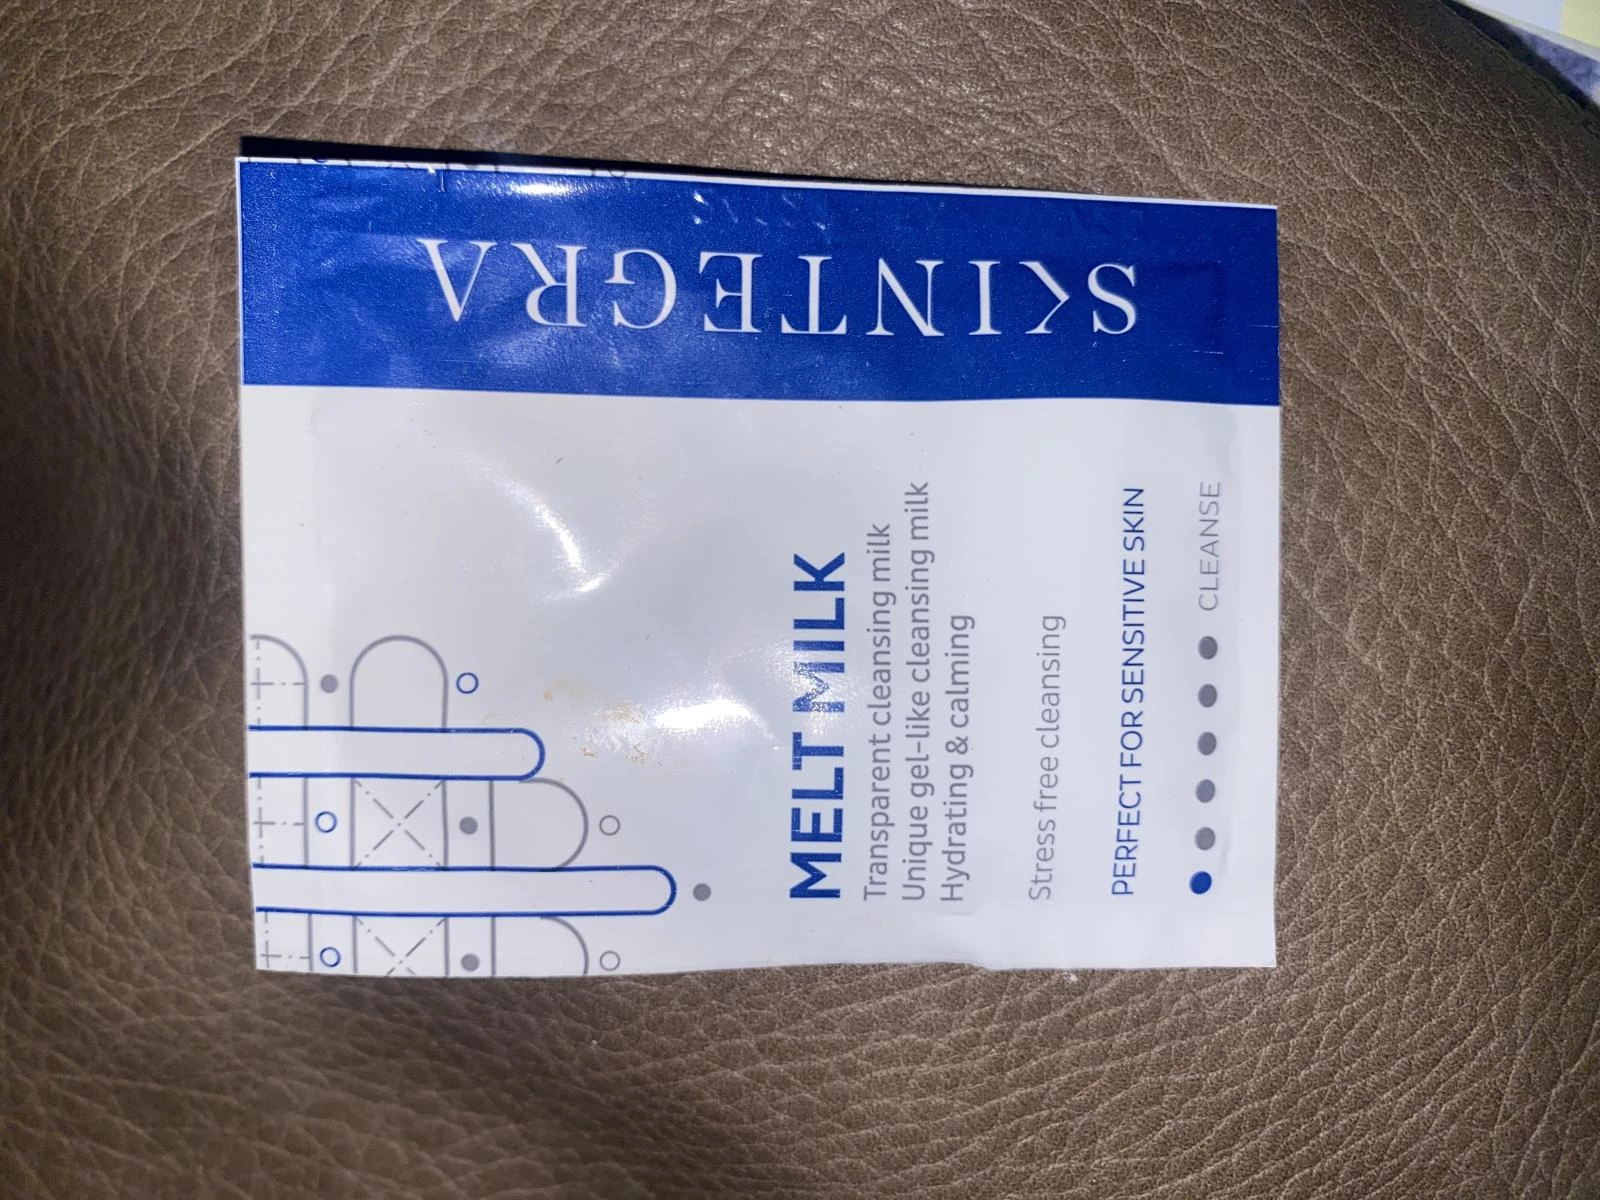 SKINTEGRA
MELT MILK
Transparent cleansing milk
Unique gel-like cleansing milk
Hydrating & calming
Stress free cleansing
PERFECT FOR SENSITIVE SKIN
CLEANSE